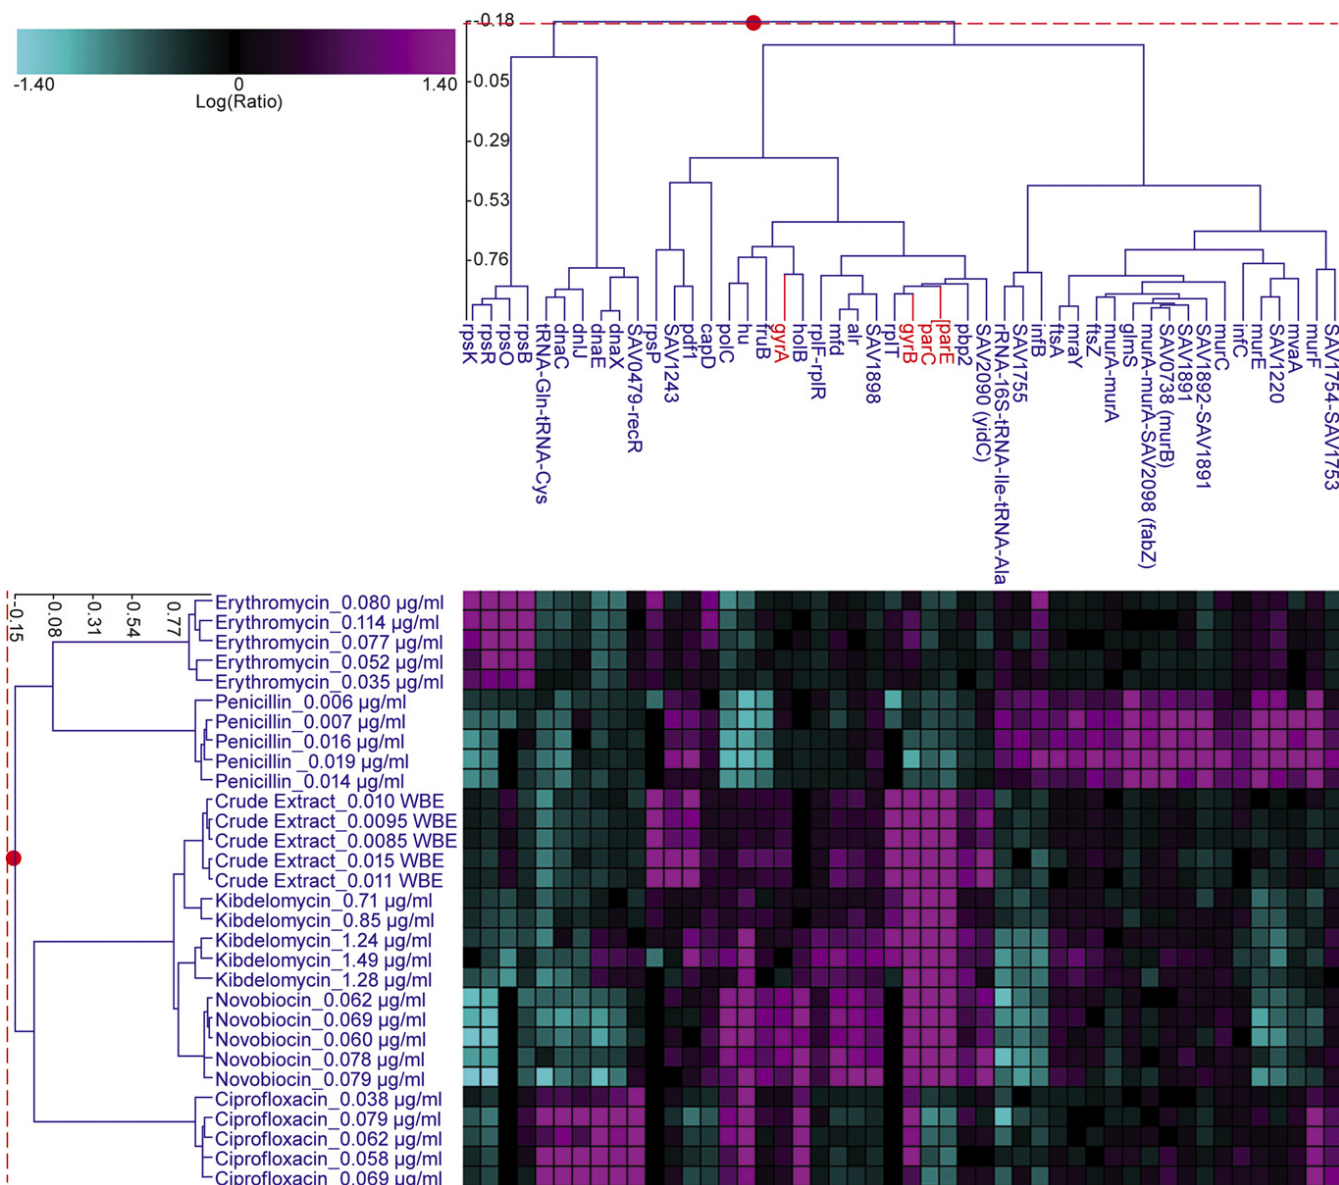 -1.40 0 1.40
Log(Ratio)
-0.18
-0.05
-0.29
-0.53
-0.76
rpsK
rpsR
rpsO
rpsB
tRNA-Gln-tRNA-Cys
dnaC
dnlJ
dnaE
dnaX
SAV0479-recR
rpsP
SAV1243
pdf1
capD
polC
hu
fruB
gyrA
holB
rplF-rplR
mfd
alr
SAV1898
rplT
gyrB
parC
[parE
pbp2
SAV2090 (yidC)
rRNA-16S-tRNA-Ile-tRNA-Ala
SAV1755
infB
ftsA
mraY
ftsZ
murA-murA
glmS
murA-murA-SAV2098 (fabZ)
SAV0738 (murB)
SAV1891
SAV1892-SAV1891
murC
infC
murE
SAV1220
mvaA
murF
SAV1754-SAV1753
-0.15
0.08
0.31
0.54
0.77
Erythromycin_0.080 µg/ml
Erythromycin_0.114 µg/ml
Erythromycin_0.077 µg/ml
Erythromycin_0.052 µg/ml
Erythromycin_0.035 µg/ml
Penicillin_0.006 µg/ml
Penicillin_0.007 µg/ml
Penicillin_0.016 µg/ml
Penicillin _0.019 µg/ml
Penicillin_0.014 µg/ml
Crude Extract_0.010 WBE
Crude Extract_0.0095 WBE
Crude Extract_0.0085 WBE
Crude Extract_0.015 WBE
Crude Extract_0.011 WBE
Kibdelomycin_0.71 µg/ml
Kibdelomycin_0.85 µg/ml
Kibdelomycin_1.24 µg/ml
Kibdelomycin_1.49 µg/ml
Kibdelomycin_1.28 µg/ml
Novobiocin_0.062 µg/ml
Novobiocin_0.069 µg/ml
Novobiocin_0.060 µg/ml
Novobiocin_0.078 µg/ml
Novobiocin_0.079 µg/ml
Ciprofloxacin_0.038 µg/ml
Ciprofloxacin_0.079 µg/ml
Ciprofloxacin_0.062 µg/ml
Ciprofloxacin_0.058 µg/ml
Ciprofloxacin_0.069 µg/ml